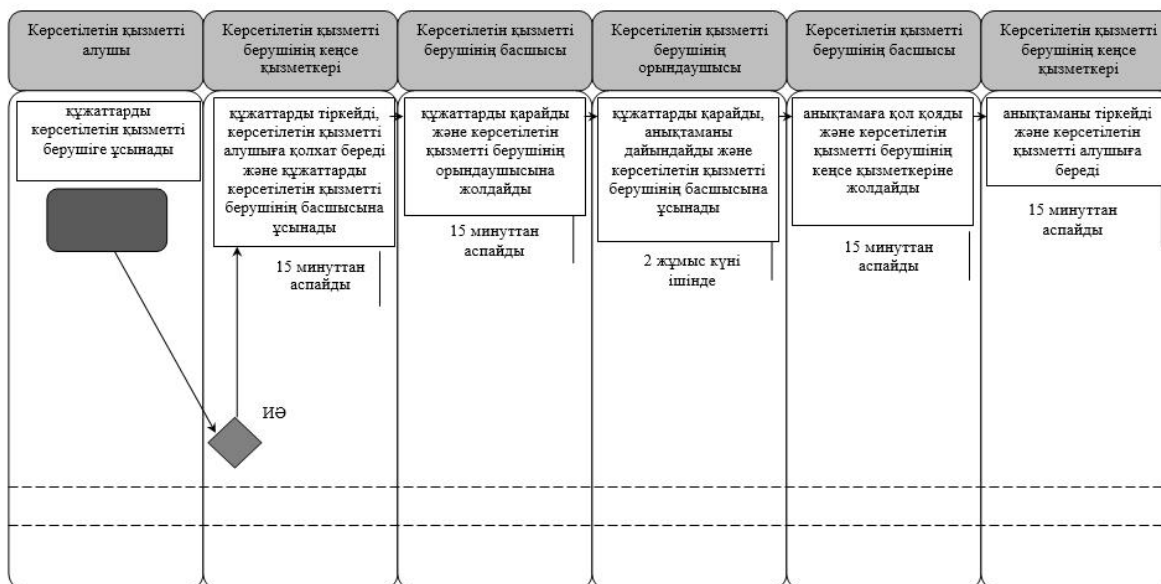 Көрсетілетін қызметті
алушы
Көрсетілетін қызметті
берушінің кеңсе
қызметкері
Көрсетілетін қызметті
берушінің басшысы
Көрсетілетін қызметті
берушінің
орындаушысы
Көрсетілетін қызметті
берушінің басшысы
Көрсетілетін қызметті
берушінің кеңсе
қызметкері
құжаттарды
көрсетілетін қызметті
берушіге ұсынады
құжаттарды тіркейді,
көрсетілетін қызметті
алушыға қолхат береді
және құжаттарды
көрсетілетін қызметті
берушінің басшысына
ұсынады
15 минуттан
аспайды
құжаттарды қарайды
және көрсетілетін
қызметті берушінің
орындаушысына
жолдайды
15 минуттан
аспайды
құжаттарды қарайды,
анықтаманы
дайындайды және
көрсетілетін қызметті
берушінің басшысына
ұсынады
2 жұмыс күні
ішінде
анықтамаға қол қояды
және көрсетілетін
қызметті берушінің
кеңсе қызметкеріне
жолдайды
15 минуттан
аспайды
анықтаманы тіркейді
және көрсетілетін
қызметті алушыға
береді
15 минуттан
аспайды
ИӘ